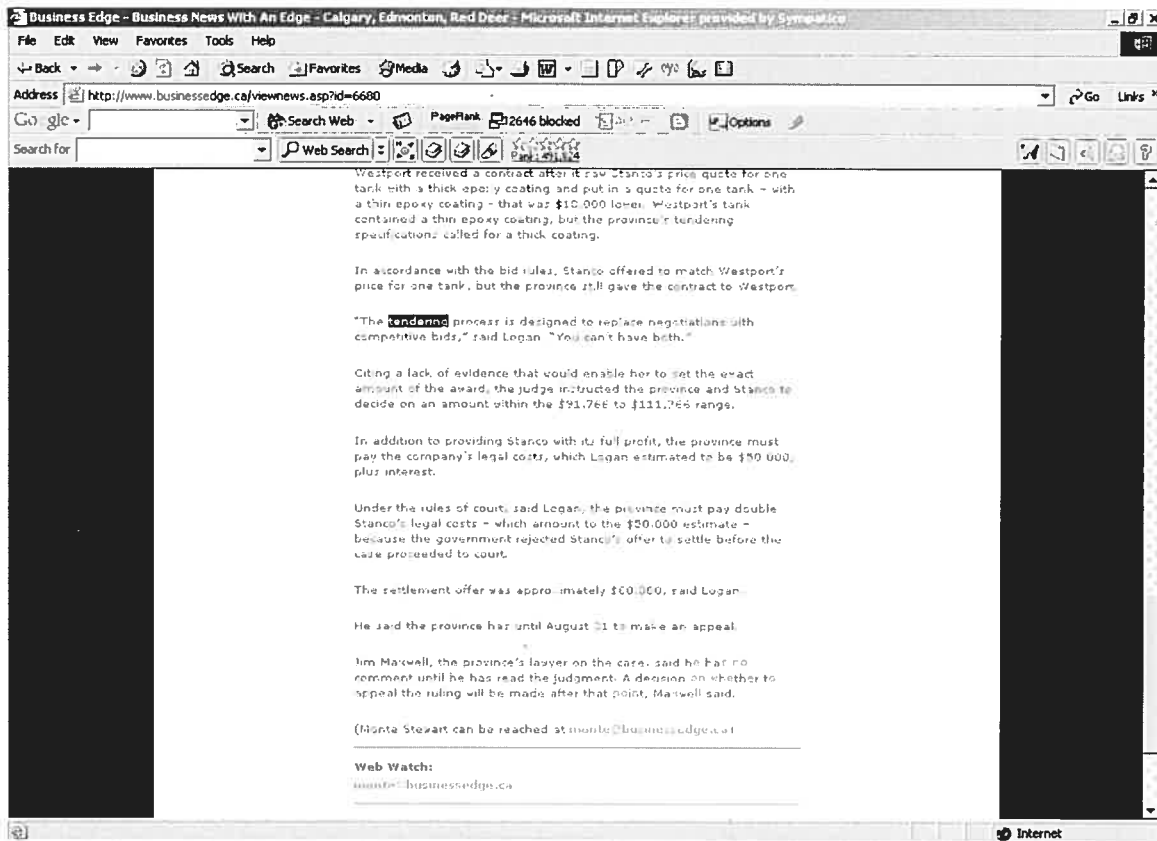 Business Edge - Business News With An Edge - Calgary, Edmonton, Red Deer - Microsoft Internet Explorer provided by Sympatico
File Edit View Favorites Tools Help
Back Search Favorites Media
Address http://www.businessedge.ca/viewnews.asp?id=6680 Go Links
Google Search Web PageRank 2646 blocked Options
Search for Web Search
Westport received a contract after it saw Stanco's price quote for one
tank with a thick epoxy coating and put in a quote for one tank - with
a thin epoxy coating - that was $10,000 lower. Westport's tank
contained a thin epoxy coating, but the province's tendering
specifications called for a thick coating.
In accordance with the bid rules, Stanco offered to match Westport's
price for one tank, but the province still gave the contract to Westport.
"The tendering process is designed to replace negotiations with
competitive bids," said Logan. "You can't have both."
Citing a lack of evidence that would enable her to set the exact
amount of the award, the judge instructed the province and Stanco to
decide on an amount within the $91,766 to $111,766 range.
In addition to providing Stanco with its full profit, the province must
pay the company's legal costs, which Logan estimated to be $50,000,
plus interest.
Under the rules of court, said Logan, the province must pay double
Stanco's legal costs - which amount to the $50,000 estimate -
because the government rejected Stanco's offer to settle before the
case proceeded to court.
The settlement offer was approximately $60,000, said Logan.
He said the province has until August to make an appeal.
Jim Maxwell, the province's lawyer on the case, said he has no
comment until he has read the judgment. A decision on whether to
appeal the ruling will be made after that point, Maxwell said.
(Monte Stewart can be reached at monte@businessedge.ca)
Web Watch:
monte@businessedge.ca
Internet